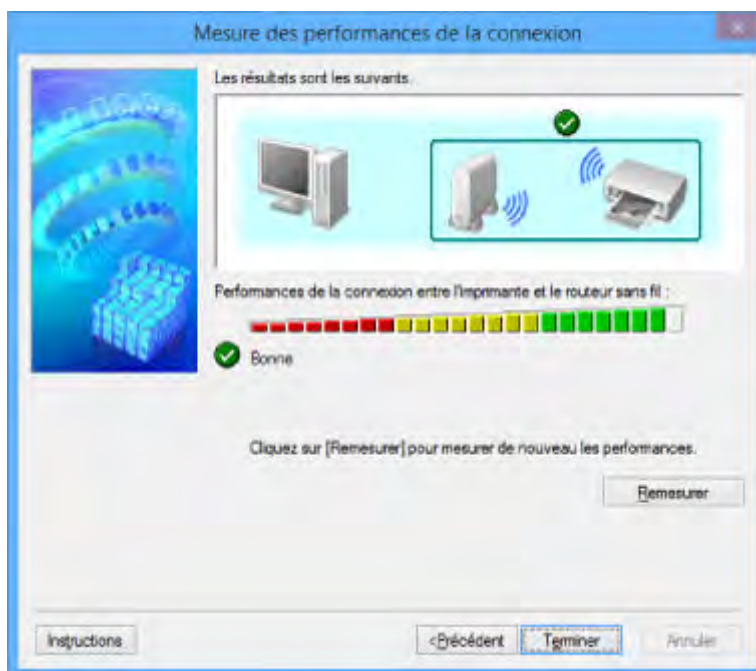 Mesure des performances de la connexion
Les résultats sont les suivants.
Performances de la connexion entre l'imprimante et le routeur sans fil :
Bonne
Cliquez sur [Remesurer] pour mesurer de nouveau les performances.
Remesurer
Instructions
<Précédent
Terminer
Annuler